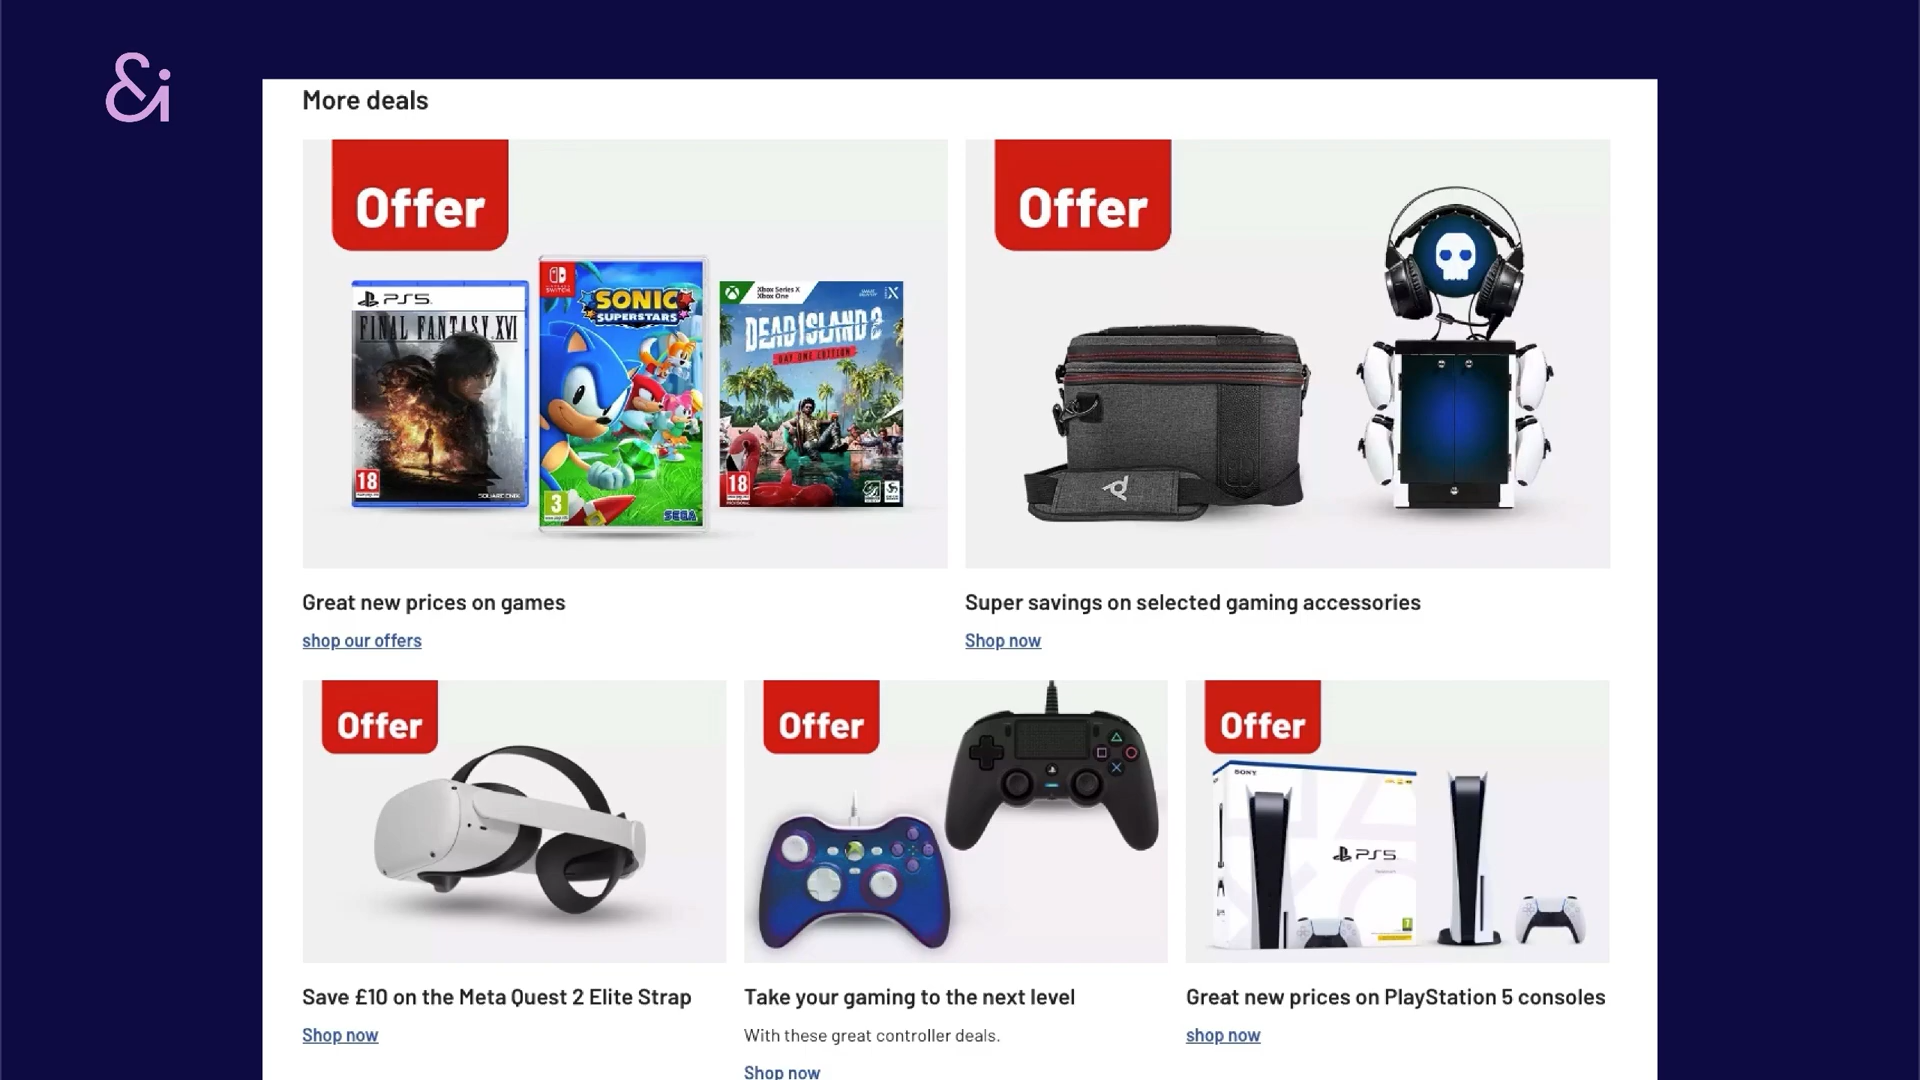 &i
More deals
Offer
PS5
FINAL FANTASY XVI
18
SQUARE ENIX
SWITCH
SONIC
SUPERSTARS
3
SEGA
Xbox Series X
Xbox One
X
DEAD ISLAND 2
DAY ONE EDITION
18
Offer
Great new prices on games
shop our offers
Super savings on selected gaming accessories
Shop now
Offer
Offer
Offer
SONY
PS5
7
Save £10 on the Meta Quest 2 Elite Strap
Shop now
Take your gaming to the next level
With these great controller deals.
Shop now
Great new prices on PlayStation 5 consoles
shop now